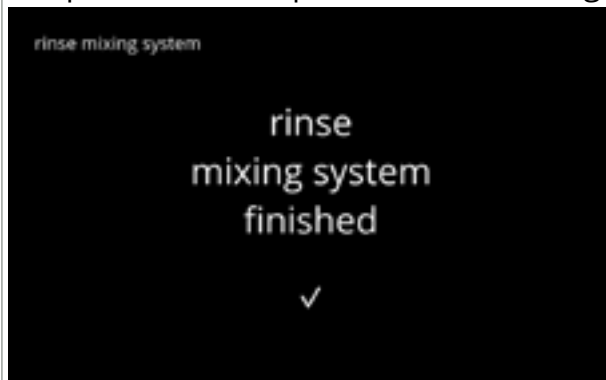 rinse mixing system
rinse
mixing system
finished
✓